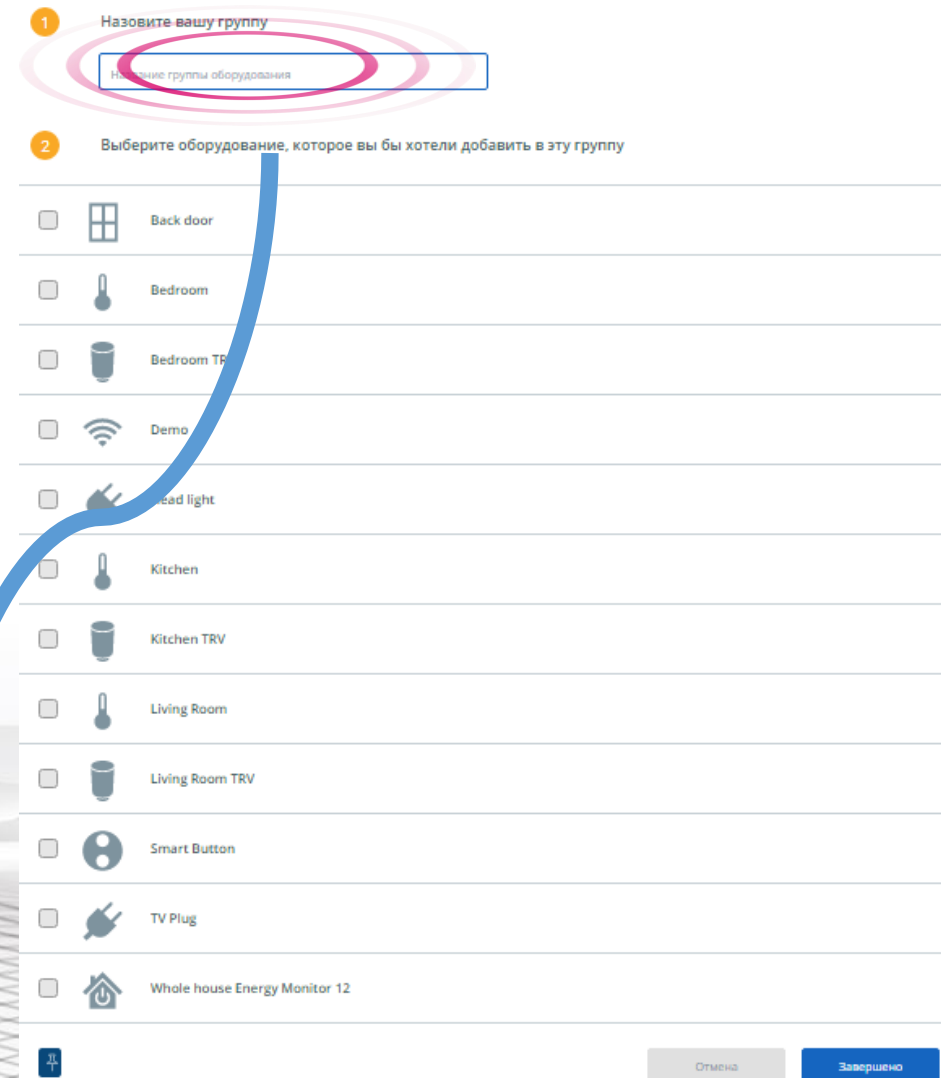 1 Назовите вашу группу
Название группы оборудования
2 Выберите оборудование, которое вы бы хотели добавить в эту группу
Back door
Bedroom
Bedroom
Demo
light
Kitchen
Kitchen TRV
Living Room
Living Room TRV
Smart Button
TV Plug
Whole house Energy Monitor 12
Отмена
Завершено